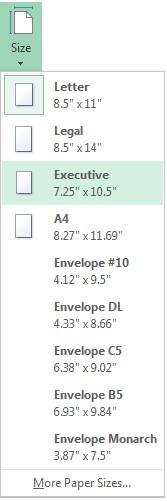 Size
Letter
8.5" x 11"
Legal
8.5" x 14"
Executive
7.25" x 10.5"
A4
8.27" x 11.69"
Envelope #10
4.12" x 9.5"
Envelope DL
4.33" x 8.66"
Envelope C5
6.38" x 9.02"
Envelope B5
6.93" x 9.84"
Envelope Monarch
3.87" x 7.5"
More Paper Sizes...